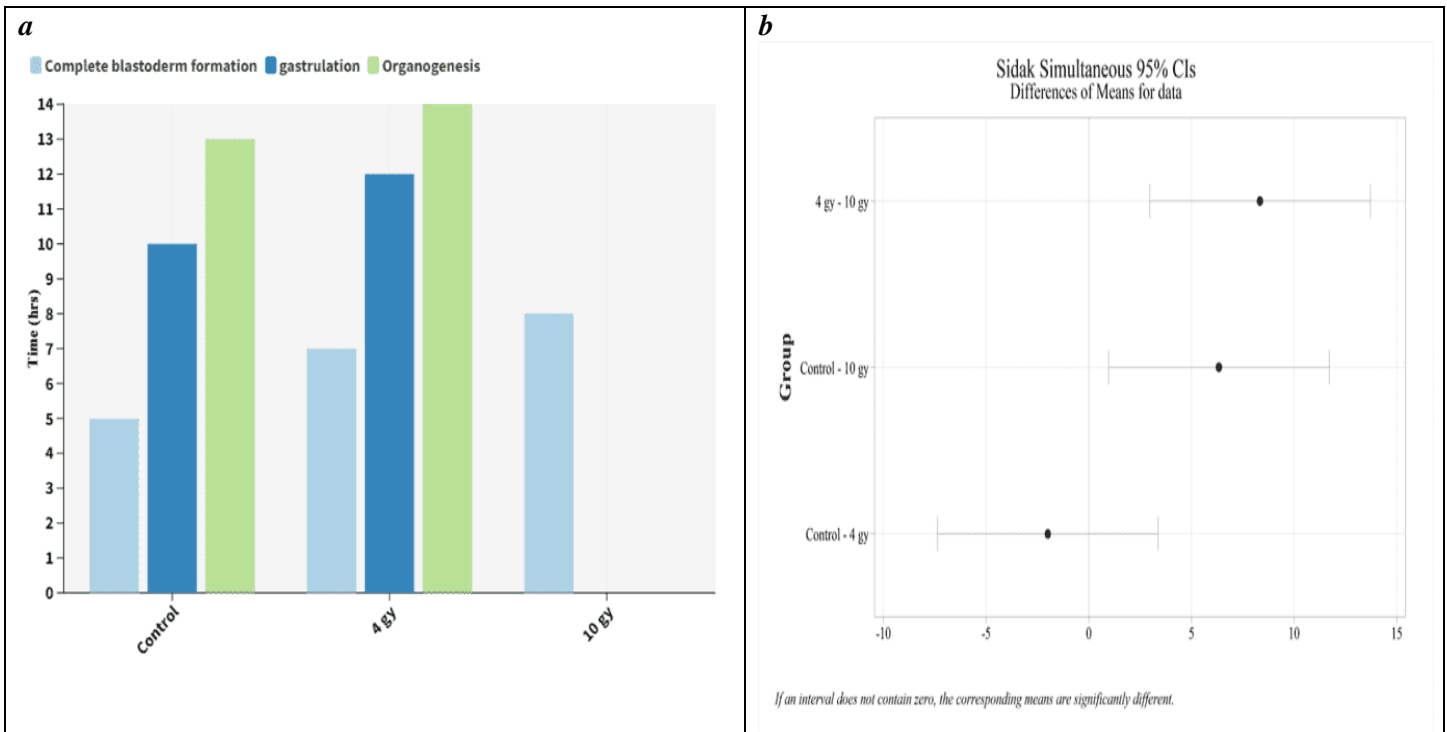 a
Complete blastoderm formation gastrulation Organogenesis
14
13
12
11
10
9
8
7
6
5
4
3
2
1
0
Time (hrs)
Control
4 gy
10 gy
b
Sidak Simultaneous 95% CIs
Differences of Means for data
Group
4 gy - 10 gy
Control - 10 gy
Control - 4 gy
-10 -5 0 5 10 15
If an interval does not contain zero, the corresponding means are significantly different.